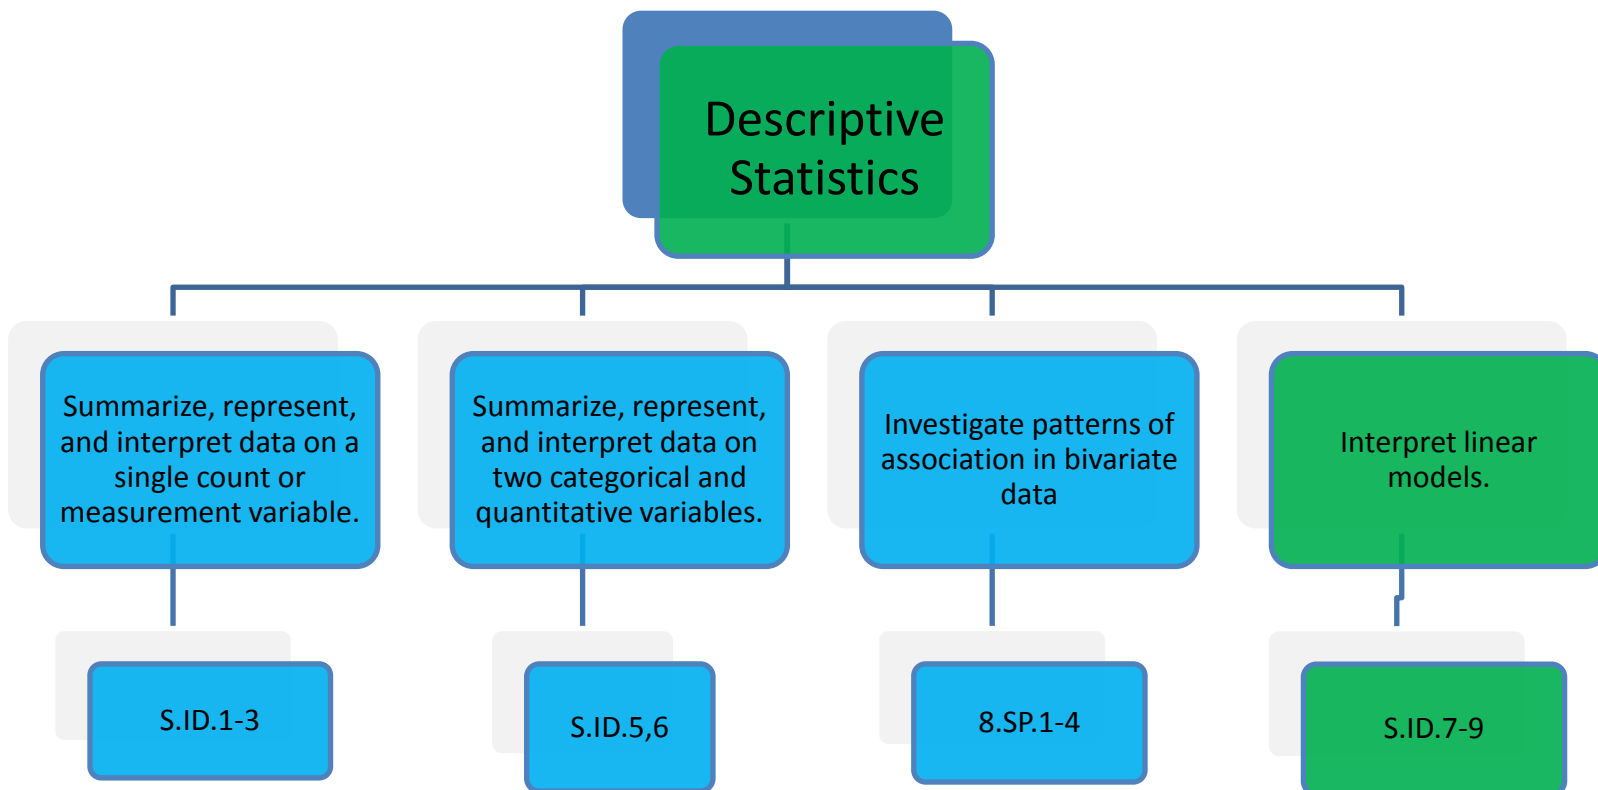 Descriptive
Statistics
Summarize, represent,
and interpret data on a
single count or
measurement variable.
Summarize, represent,
and interpret data on
two categorical and
quantitative variables.
Investigate patterns of
association in bivariate
data
Interpret linear
models.
S.ID.1-3
S.ID.5,6
8.SP.1-4
S.ID.7-9